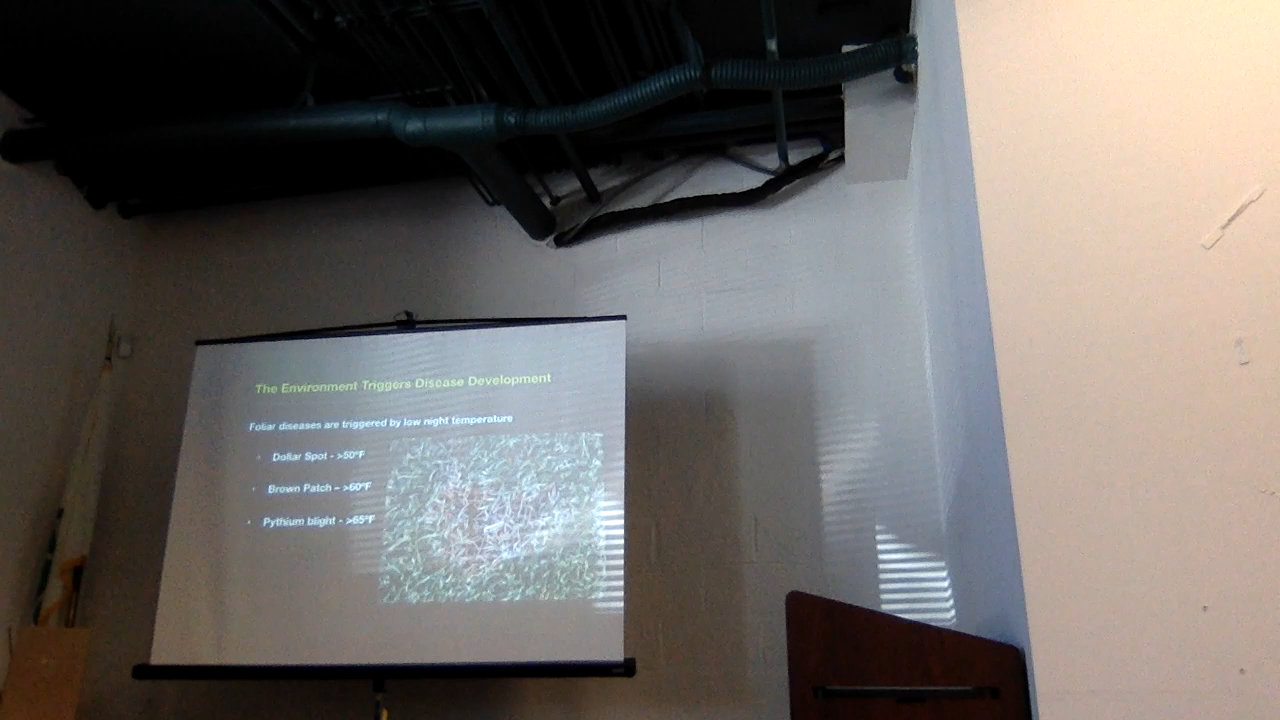 The Environment Triggers Disease Development
Foliar diseases are triggered by low night temperature
Dollar Spot - >50°F
Brown Patch – >60°F
Pythium blight - >65°F